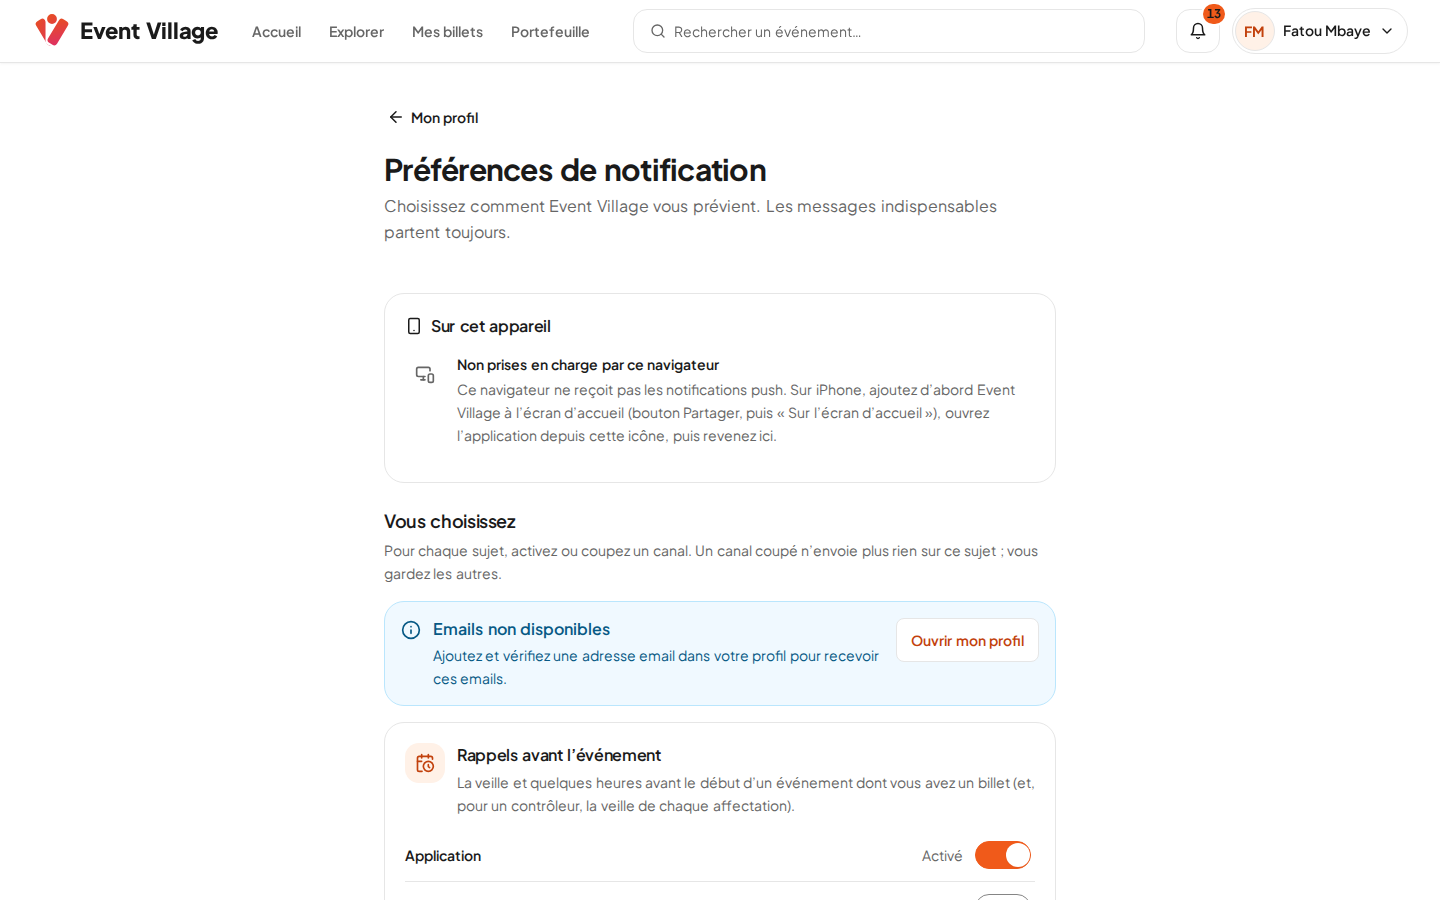 Event Village
Accueil
Explorer
Mes billets
Portefeuille
Rechercher un événement…
13
FM
Fatou Mbaye
Mon profil
Préférences de notification
Choisissez comment Event Village vous prévient. Les messages indispensables
partent toujours.
Sur cet appareil
Non prises en charge par ce navigateur
Ce navigateur ne reçoit pas les notifications push. Sur iPhone, ajoutez d’abord Event
Village à l’écran d’accueil (bouton Partager, puis « Sur l’écran d’accueil »), ouvrez
l’application depuis cette icône, puis revenez ici.
Vous choisissez
Pour chaque sujet, activez ou coupez un canal. Un canal coupé n’envoie plus rien sur ce sujet ; vous
gardez les autres.
Emails non disponibles
Ajoutez et vérifiez une adresse email dans votre profil pour recevoir
ces emails.
Ouvrir mon profil
Rappels avant l’événement
La veille et quelques heures avant le début d’un événement dont vous avez un billet (et,
pour un contrôleur, la veille de chaque affectation).
Application
Activé